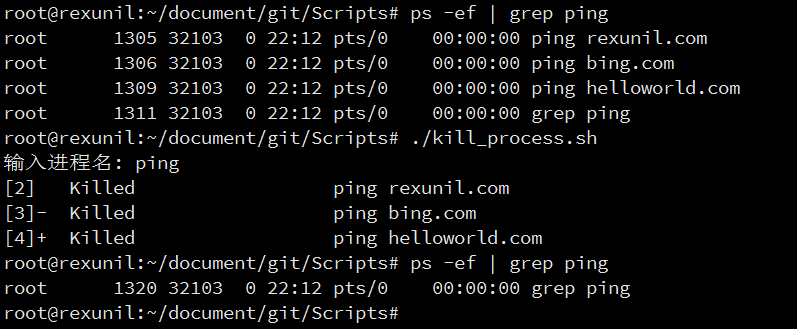 root@rexunil:~/document/git/Scripts# ps -ef | grep ping
root      1305 32103  0 22:12 pts/0    00:00:00 ping rexunil.com
root      1306 32103  0 22:12 pts/0    00:00:00 ping bing.com
root      1309 32103  0 22:12 pts/0    00:00:00 ping helloworld.com
root      1311 32103  0 22:12 pts/0    00:00:00 grep ping
root@rexunil:~/document/git/Scripts# ./kill_process.sh
输入进程名: ping
[2]   Killed                  ping rexunil.com
[3]-  Killed                  ping bing.com
[4]+  Killed                  ping helloworld.com
root@rexunil:~/document/git/Scripts# ps -ef | grep ping
root      1320 32103  0 22:12 pts/0    00:00:00 grep ping
root@rexunil:~/document/git/Scripts#